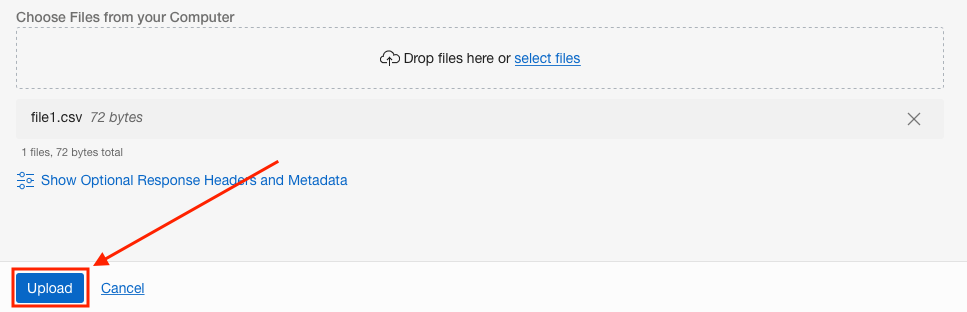 Choose Files from your Computer
Drop files here or select files
file1.csv 72 bytes
1 files, 72 bytes total
Show Optional Response Headers and Metadata
Upload Cancel